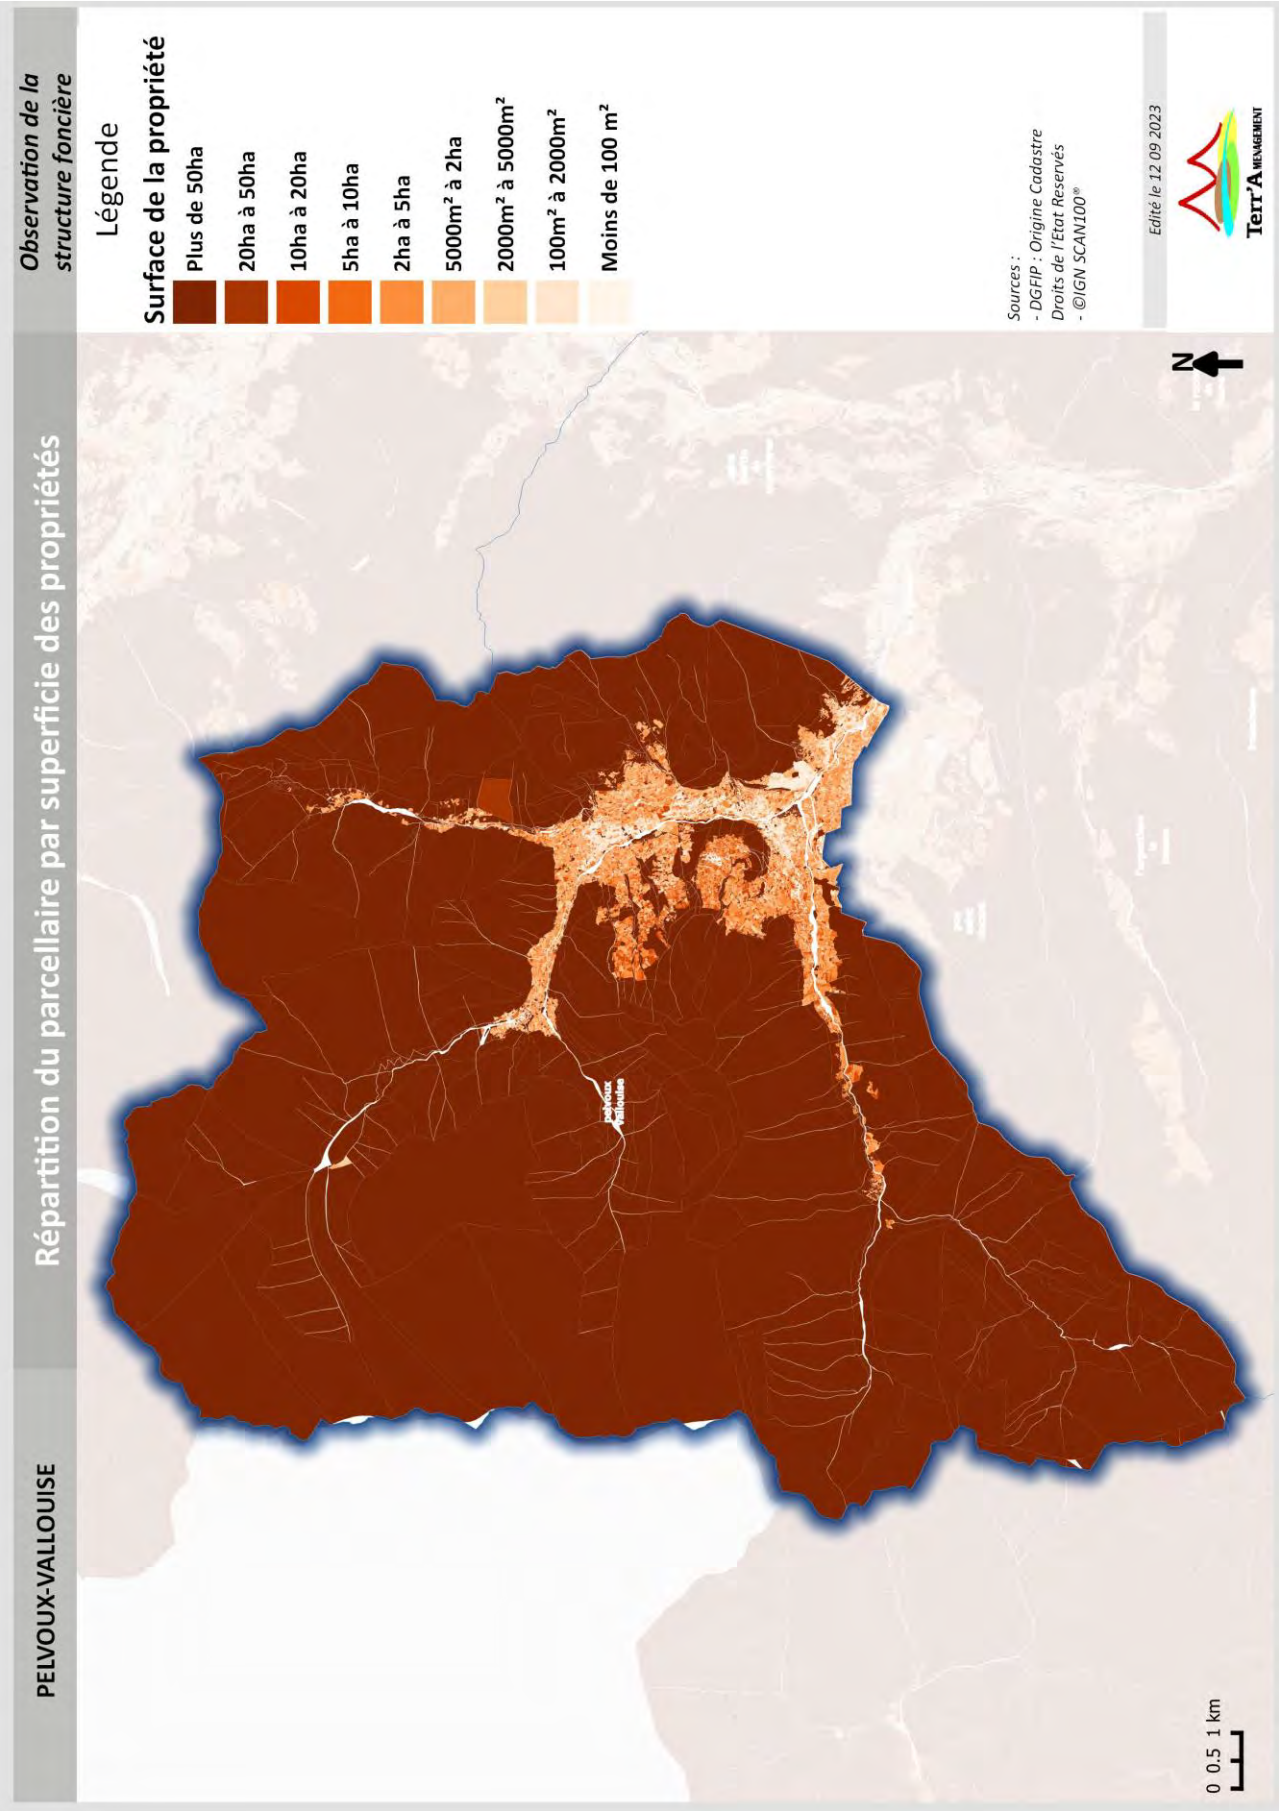 PELVOUX-VALLOUISE
Répartition du parcellaire par superficie des propriétés
Observation de la
structure foncière
Légende
Surface de la propriété
Plus de 50ha
20ha à 50ha
10ha à 20ha
5ha à 10ha
2ha à 5ha
5000m² à 2ha
2000m² à 5000m²
100m² à 2000m²
Moins de 100 m²
pelvoux
Vallouise
Sources :
- DGFIP : Origine Cadastre
Droits de l'Etat Reservés
- ©IGN SCAN100®
Edité le 12 09 2023
Terr'AMENAGEMENT
N
0 0.5 1 km